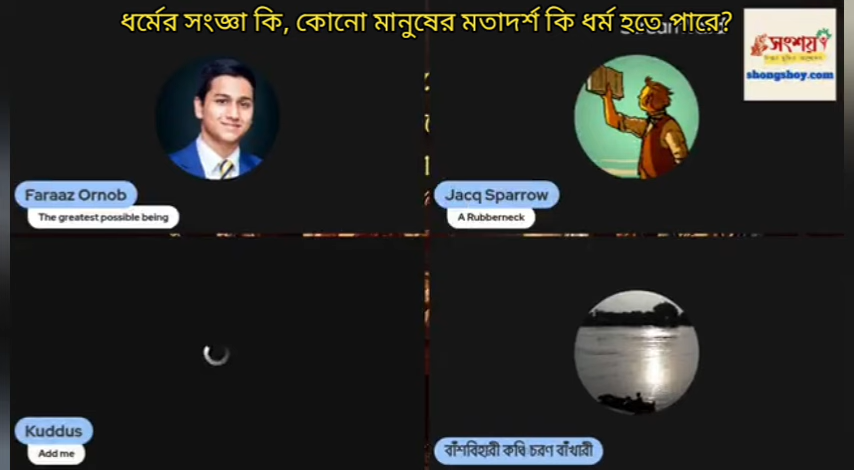 ধর্মের সংজ্ঞা কি, কোনো মানুষের মতাদর্শ কি ধর্ম হতে পারে?
সংশয়
shongshoy.com
Faraaz Ornob
The greatest possible being
Jacq Sparrow
A Rubberneck
Kuddus
Add me
বাঁশবিহারী কবি চরণ বাঁখারী